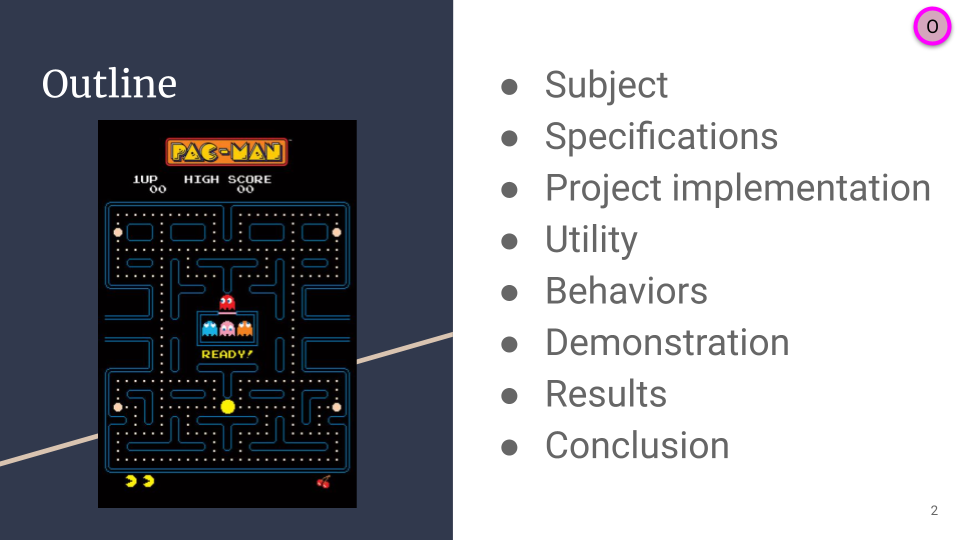 Outline
PAC-MAN
1UP HIGH SCORE
00 00
READY!
O
● Subject
● Specifications
● Project implementation
● Utility
● Behaviors
● Demonstration
● Results
● Conclusion
2